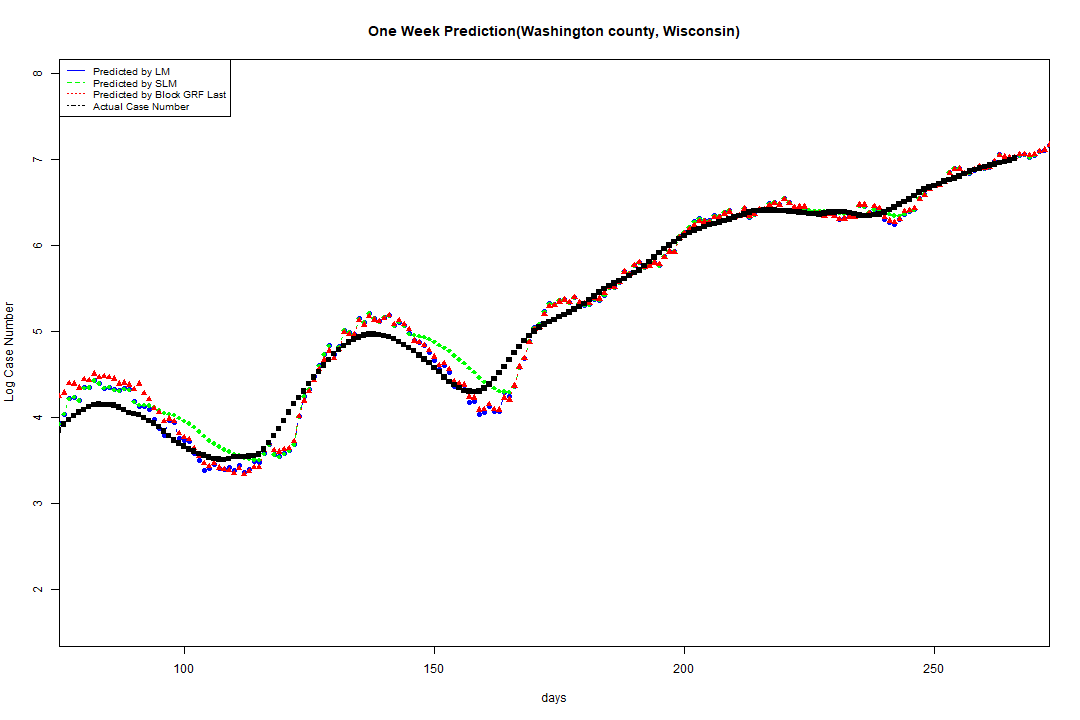 One Week Prediction(Washington county, Wisconsin)
Predicted by LM
Predicted by SLM
Predicted by Block GRF Last
Actual Case Number
8
7
6
5
4
3
2
Log Case Number
100 150 200 250
days